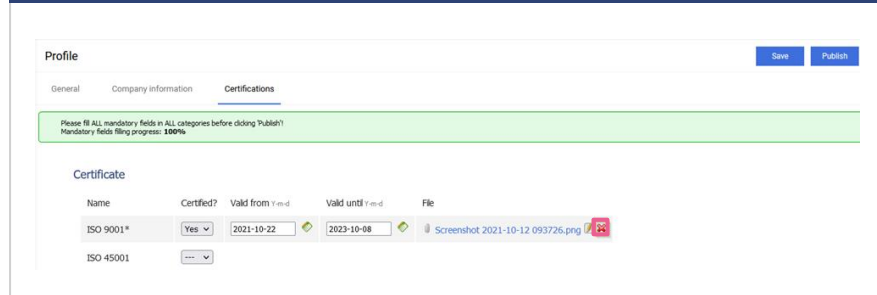 Profile
Save Publish
General Company information Certifications
Please fill ALL mandatory fields in ALL categories before clicking 'Publish'!
Mandatory fields filling progress: 100%
Certificate
Name Certified? Valid from Y-m-d Valid until Y-m-d File
ISO 9001* Yes 2021-10-22 2023-10-08 Screenshot 2021-10-12 093726.png
ISO 45001 ---